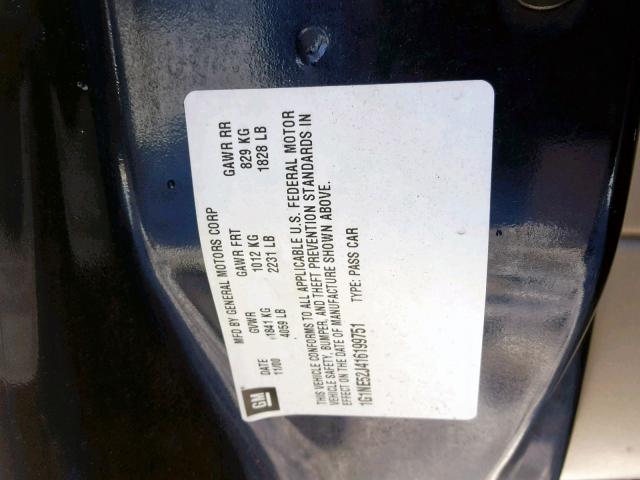 GM
MFD BY GENERAL MOTORS CORP
DATE GVWR GAWR FRT GAWR RR
11/00 1841 KG 1012 KG 829 KG
4059 LB 2231 LB 1828 LB
THIS VEHICLE CONFORMS TO ALL APPLICABLE U.S. FEDERAL MOTOR
VEHICLE SAFETY, BUMPER, AND THEFT PREVENTION STANDARDS IN
EFFECT ON THE DATE OF MANUFACTURE SHOWN ABOVE.
1G1NE52J416199751 TYPE: PASS CAR